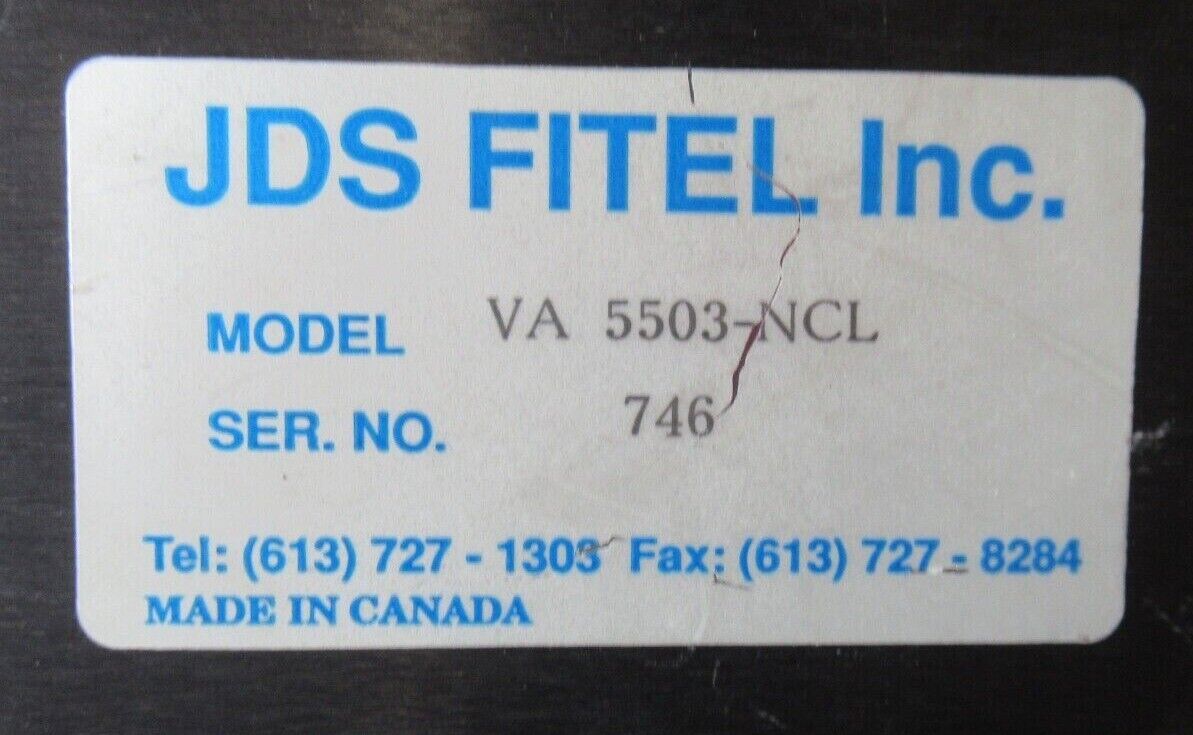 JDS FITEL Inc.
MODEL VA 5503-NCL
SER. NO. 746
Tel: (613) 727 - 1303 Fax: (613) 727 - 8284
MADE IN CANADA